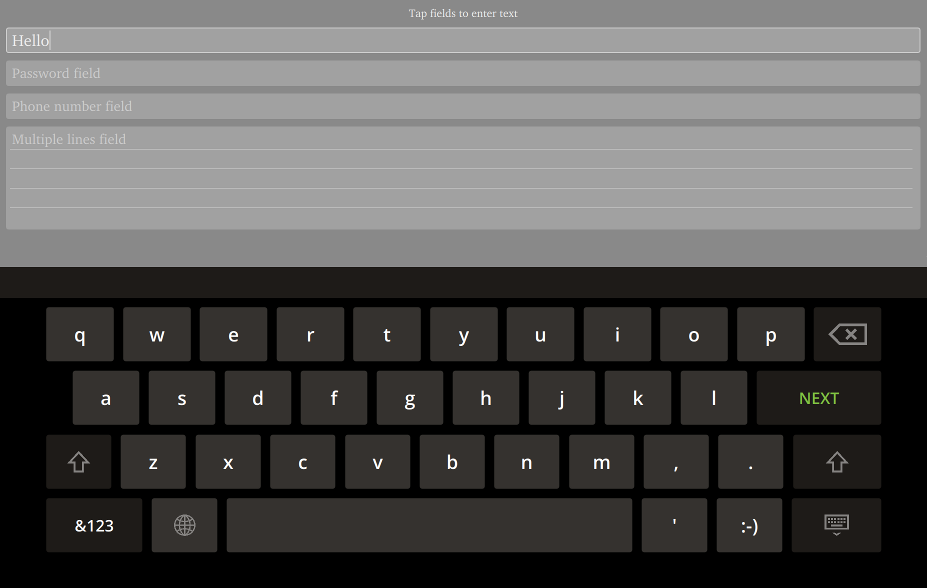 Tap fields to enter text
Hello
Password field
Phone number field
Multiple lines field
q w e r t y u i o p
a s d f g h j k l NEXT
z x c v b n m , .
&123 ' :-)